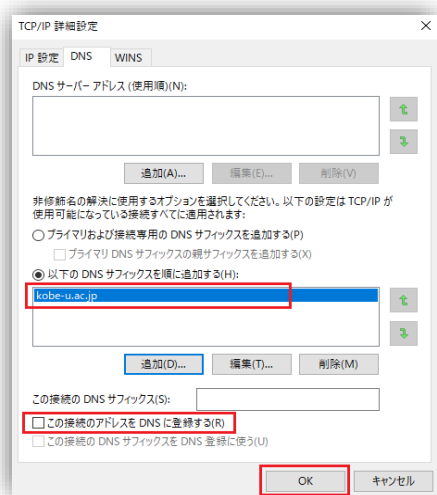 TCP/IP 詳細設定
IP 設定 DNS WINS
DNS サーバー アドレス (使用順)(N):
追加(A)... 編集(E)... 削除(V)
非修飾名の解決に使用するオプションを選択してください。以下の設定は TCP/IP が
使用可能になっている接続すべてに適用されます:
プライマリおよび接続専用の DNS サフィックスを追加する(P)
プライマリ DNS サフィックスの親サフィックスを追加する(X)
以下の DNS サフィックスを順に追加する(H):
kobe-u.ac.jp
追加(D)... 編集(T)... 削除(M)
この接続の DNS サフィックス(S):
この接続のアドレスを DNS に登録する(R)
この接続の DNS サフィックスを DNS 登録に使う(U)
OK キャンセル